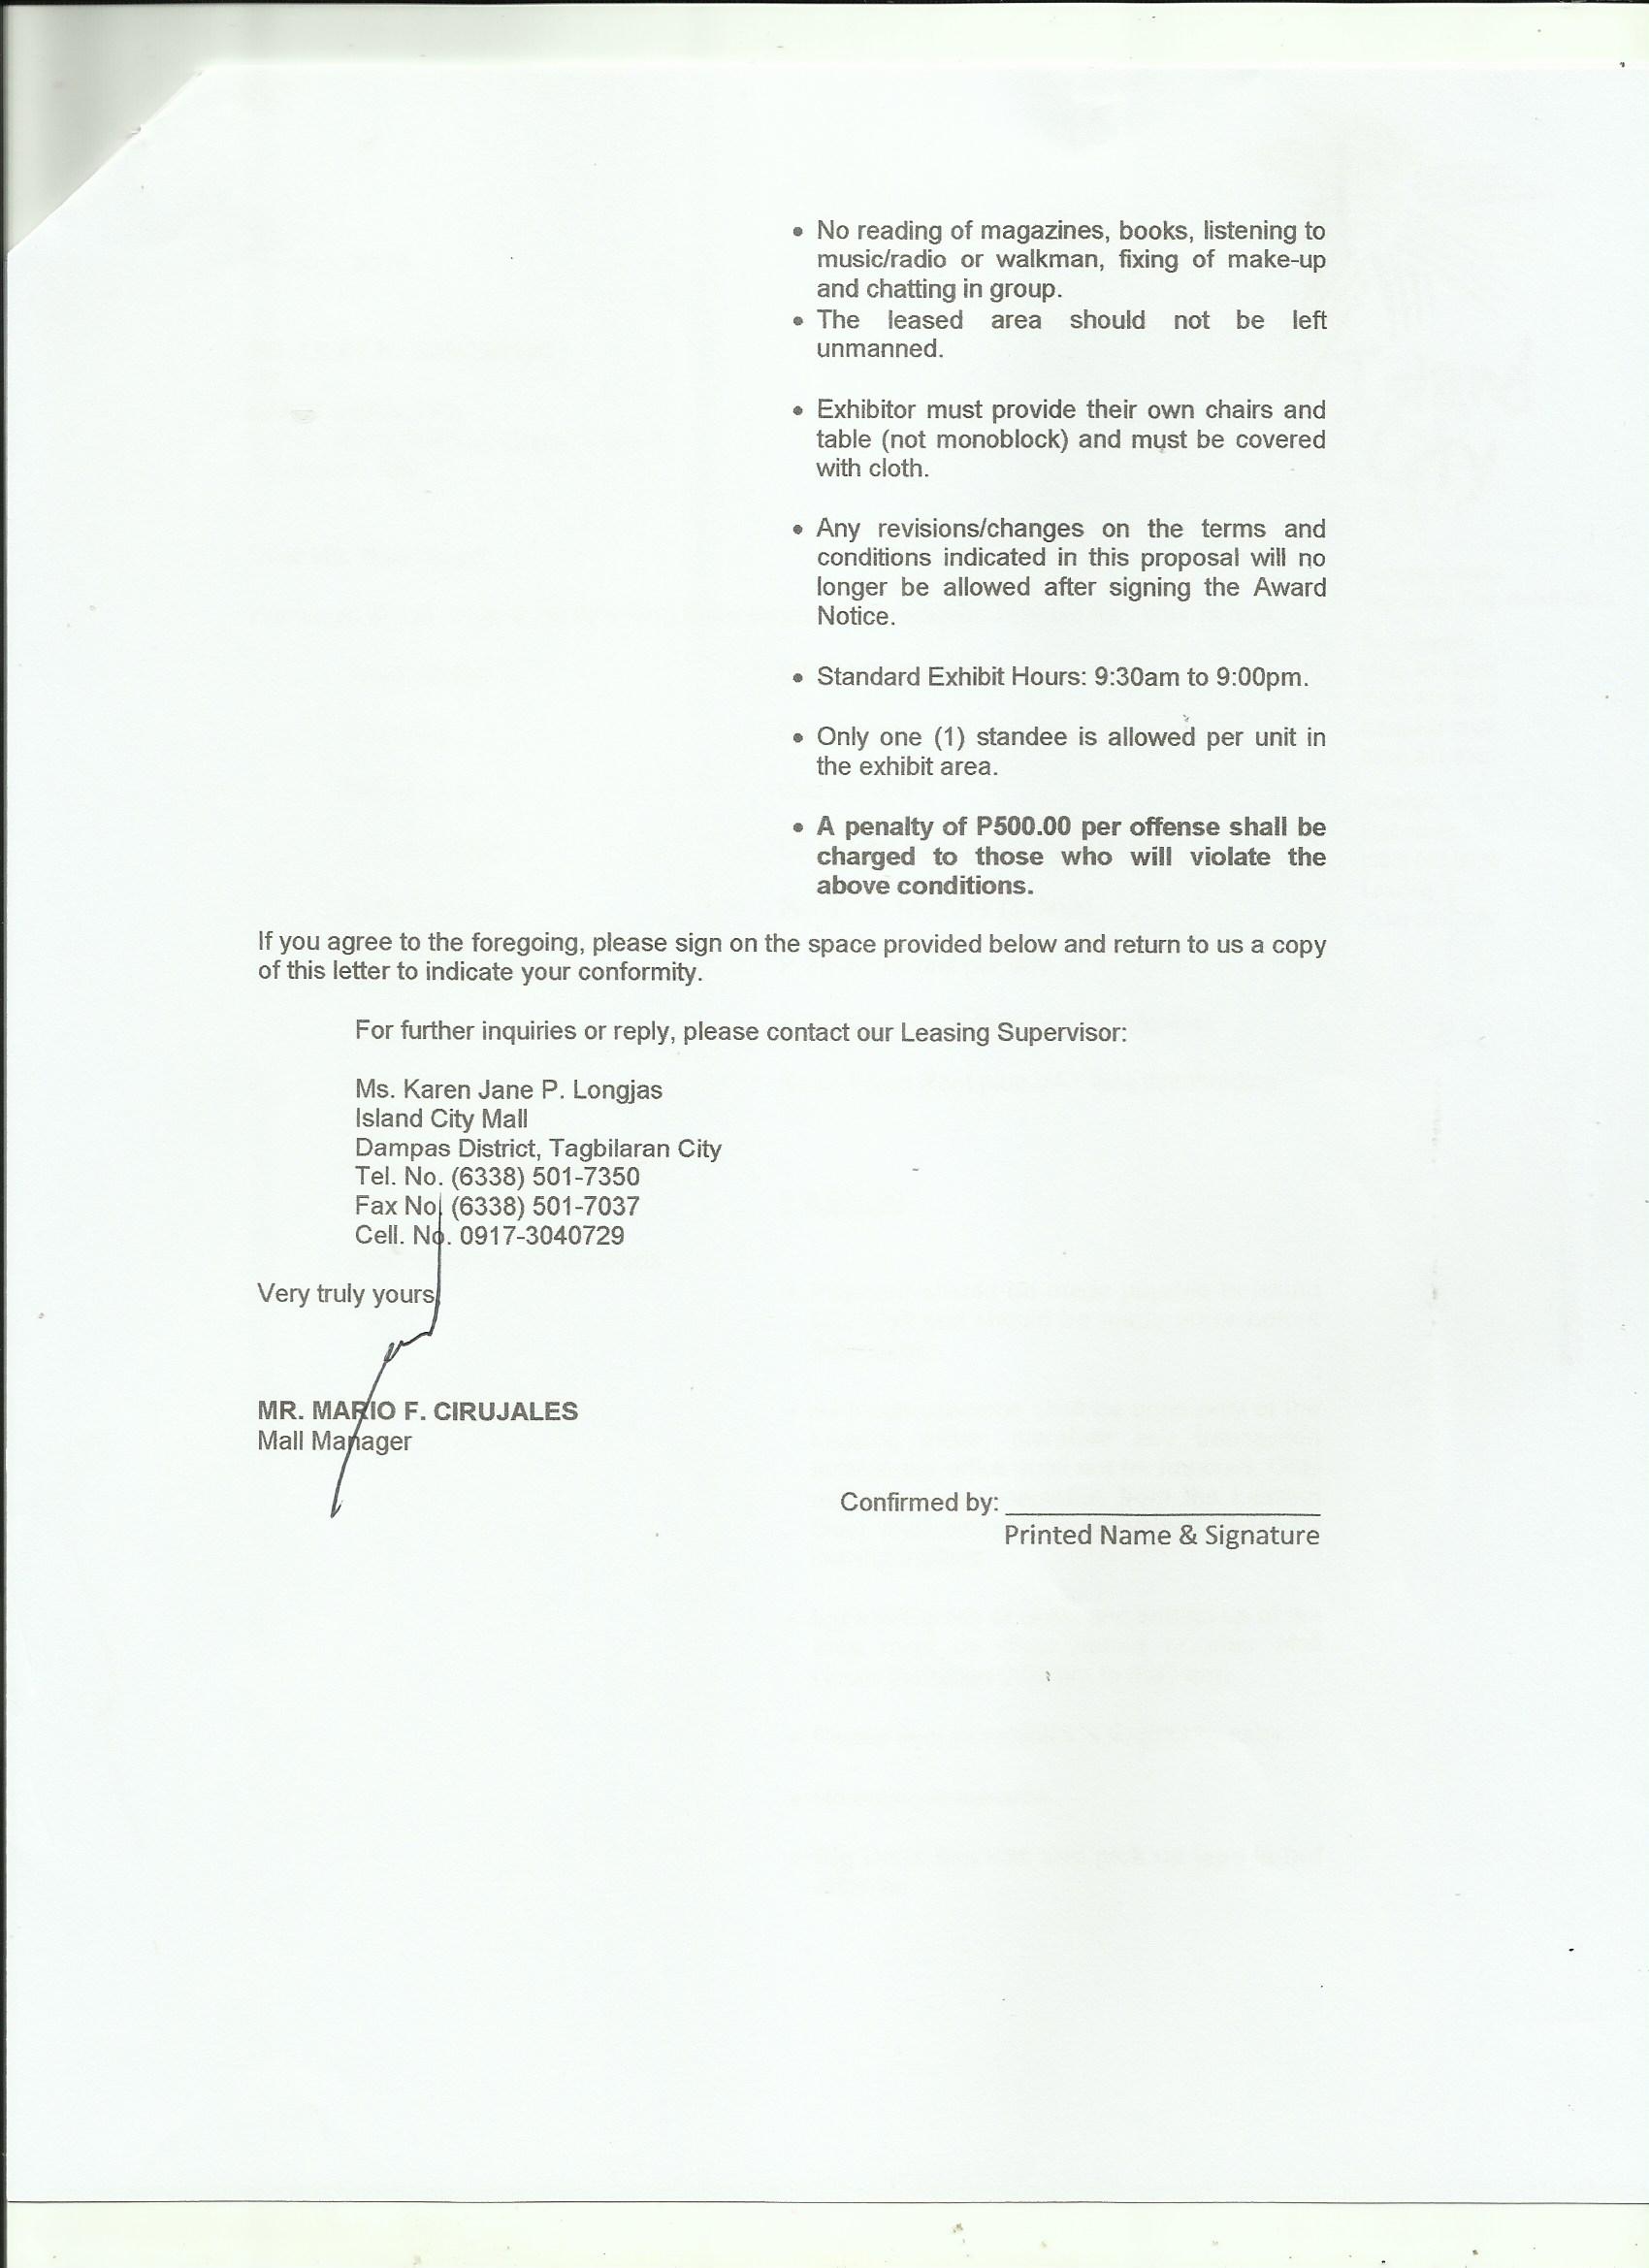 • No reading of magazines, books, listening to
music/radio or walkman, fixing of make-up
and chatting in group.
• The leased area should not be left
unmanned.
• Exhibitor must provide their own chairs and
table (not monoblock) and must be covered
with cloth.
• Any revisions/changes on the terms and
conditions indicated in this proposal will no
longer be allowed after signing the Award
Notice.
• Standard Exhibit Hours: 9:30am to 9:00pm.
• Only one (1) standee is allowed per unit in
the exhibit area.
• A penalty of P500.00 per offense shall be
charged to those who will violate the
above conditions.
If you agree to the foregoing, please sign on the space provided below and return to us a copy
of this letter to indicate your conformity.
For further inquiries or reply, please contact our Leasing Supervisor:
Ms. Karen Jane P. Longjas
Island City Mall
Dampas District, Tagbilaran City
Tel. No. (6338) 501-7350
Fax No. (6338) 501-7037
Cell. No. 0917-3040729
Very truly yours,
MR. MARIO F. CIRUJALES
Mall Manager
Confirmed by: ____________________
Printed Name & Signature